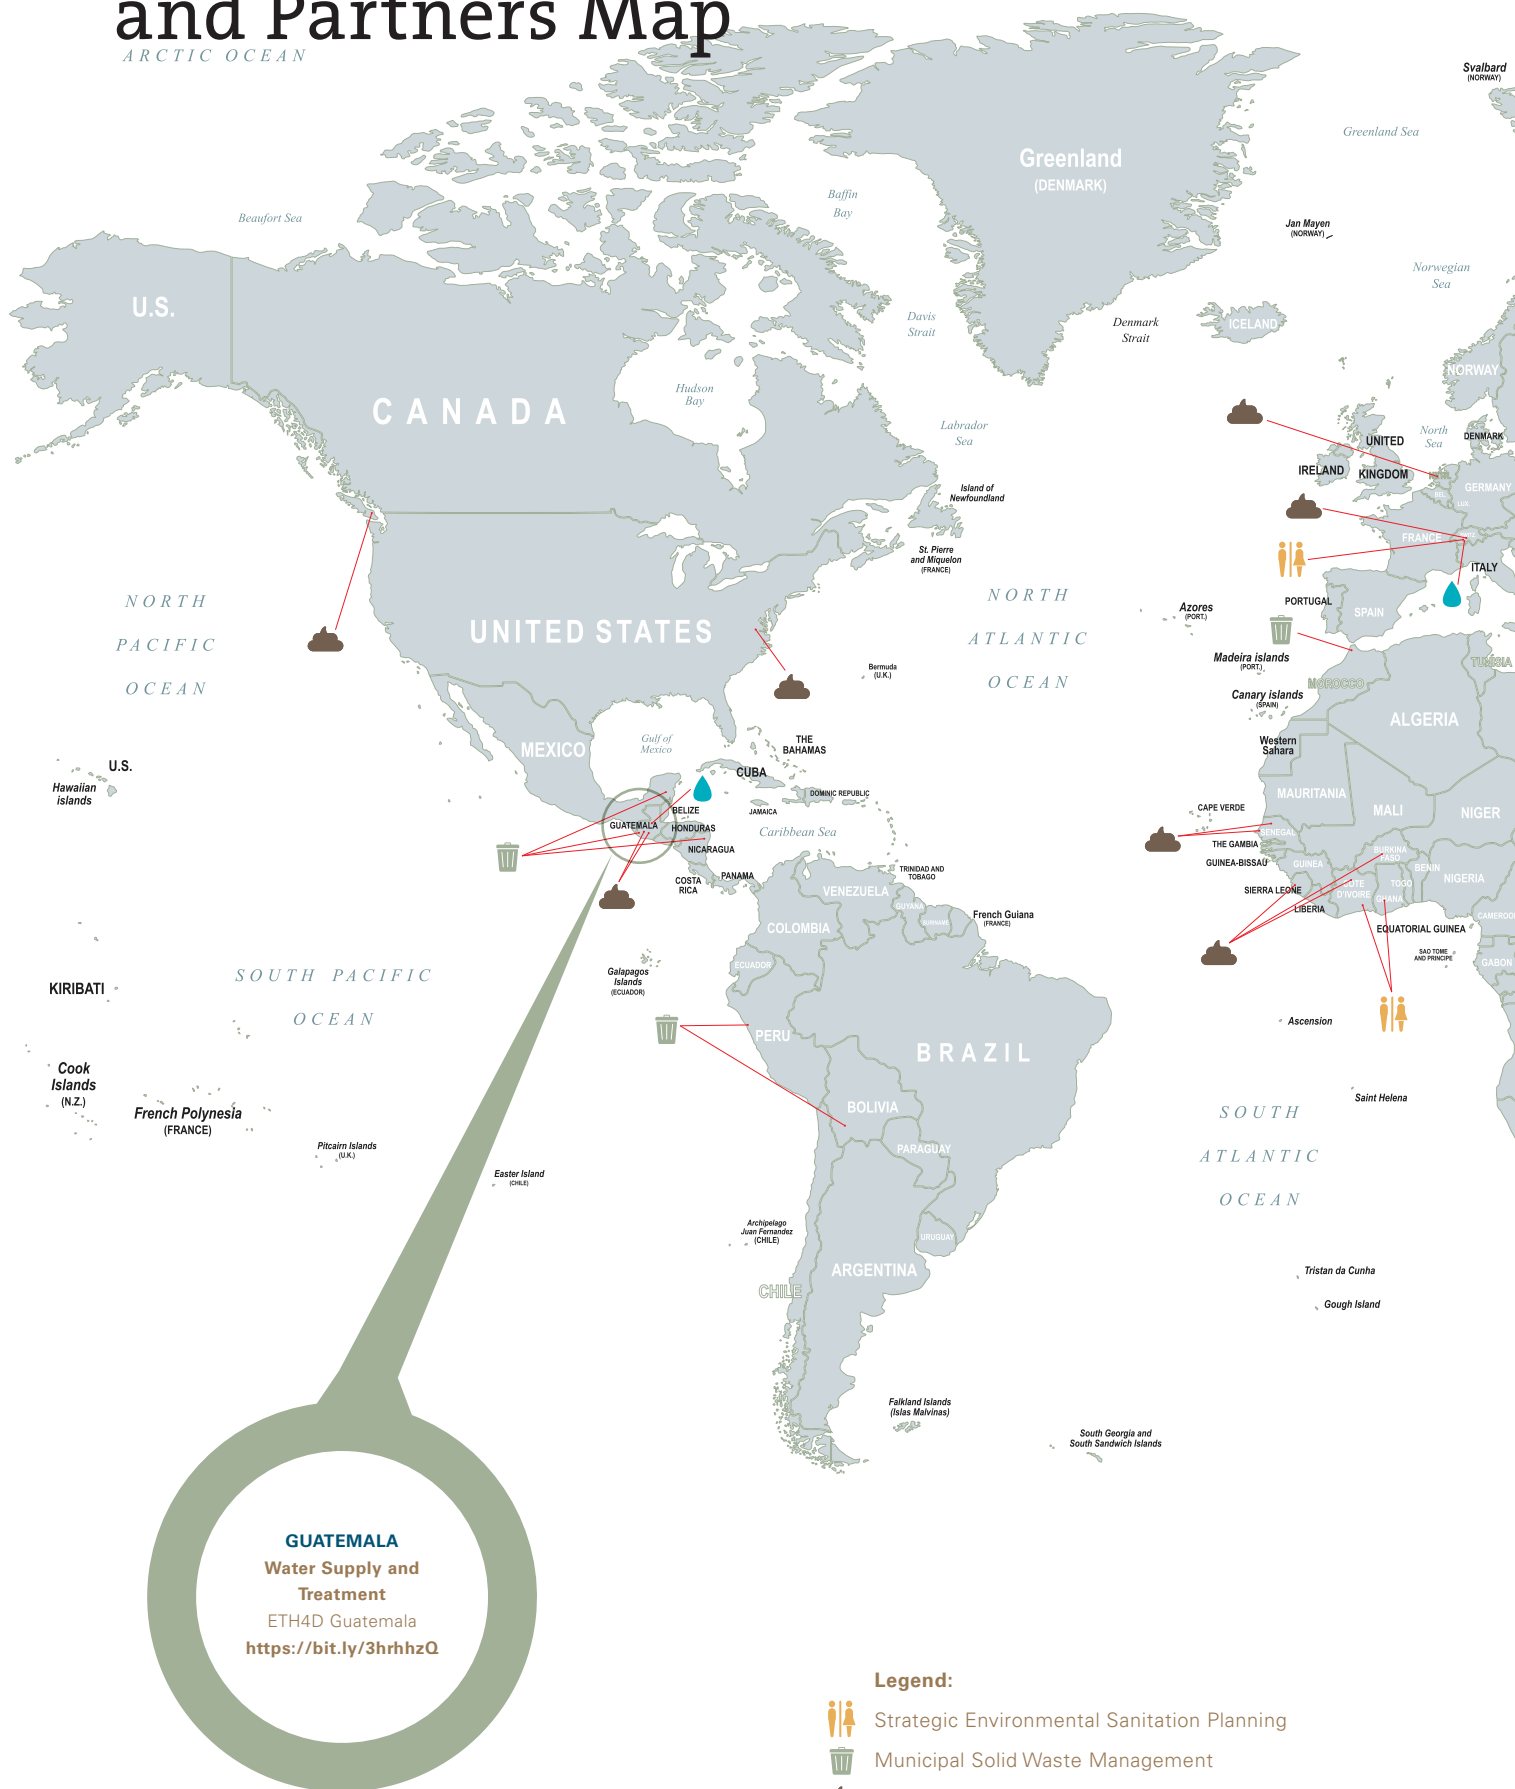 and Partners Map
ARCTIC OCEAN
Svalbard
(NORWAY)
Greenland Sea
Greenland
(DENMARK)
Baffin
Bay
Beaufort Sea
Jan Mayen
(NORWAY)
Norwegian
Sea
U.S.
Davis
Strait
Denmark
Strait
ICELAND
NORWAY
Hudson
Bay
CANADA
Labrador
Sea
North
Sea
DENMARK
UNITED
KINGDOM
IRELAND
Island of
Newfoundland
GERMANY
BEL.
LUX.
FRANCE
St. Pierre
and Miquelon
(FRANCE)
ITALY
NORTH
PACIFIC
OCEAN
NORTH
ATLANTIC
OCEAN
Azores
(PORT.)
PORTUGAL
SPAIN
UNITED STATES
Bermuda
(U.K.)
Madeira islands
(PORT.)
TUNISIA
MOROCCO
Canary islands
(SPAIN)
ALGERIA
Western
Sahara
MEXICO
Gulf of
Mexico
THE
BAHAMAS
U.S.
Hawaiian
islands
CUBA
DOMINIC REPUBLIC
JAMAICA
BELIZE
GUATEMALA
HONDURAS
NICARAGUA
Caribbean Sea
MAURITANIA
MALI
NIGER
CAPE VERDE
SENEGAL
THE GAMBIA
GUINEA-BISSAU
GUINEA
BURKINA
FASO
BENIN
NIGERIA
COSTA
RICA
PANAMA
TRINIDAD AND
TOBAGO
VENEZUELA
GUYANA
SURINAME
French Guiana
(FRANCE)
COLOMBIA
SIERRA LEONE
COTE
D'IVOIRE
TOGO
GHANA
LIBERIA
CAMEROON
EQUATORIAL GUINEA
SAO TOME
AND PRINCIPE
GABON
ECUADOR
Galapagos
Islands
(ECUADOR)
SOUTH PACIFIC
OCEAN
KIRIBATI
PERU
BRAZIL
Ascension
Cook
Islands
(N.Z.)
French Polynesia
(FRANCE)
BOLIVIA
Saint Helena
SOUTH
ATLANTIC
OCEAN
Pitcairn Islands
(U.K.)
Easter Island
(CHILE)
PARAGUAY
Archipelago
Juan Fernandez
(CHILE)
URUGUAY
ARGENTINA
CHILE
Tristan da Cunha
Gough Island
Falkland Islands
(Islas Malvinas)
South Georgia and
South Sandwich Islands
GUATEMALA
Water Supply and
Treatment
ETH4D Guatemala
https://bit.ly/3hrhhzQ
Legend:
Strategic Environmental Sanitation Planning
Municipal Solid Waste Management